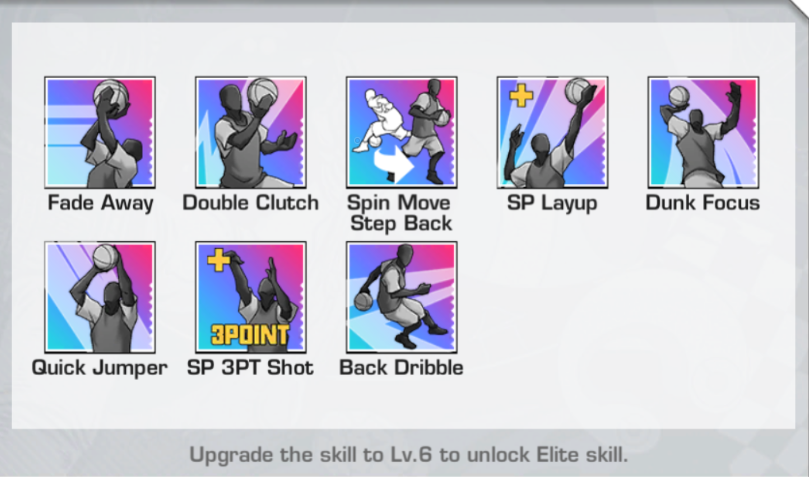 Fade Away
Double Clutch
Spin Move
Step Back
SP Layup
Dunk Focus
3POINT
Quick Jumper
SP 3PT Shot
Back Dribble
Upgrade the skill to Lv.6 to unlock Elite skill.